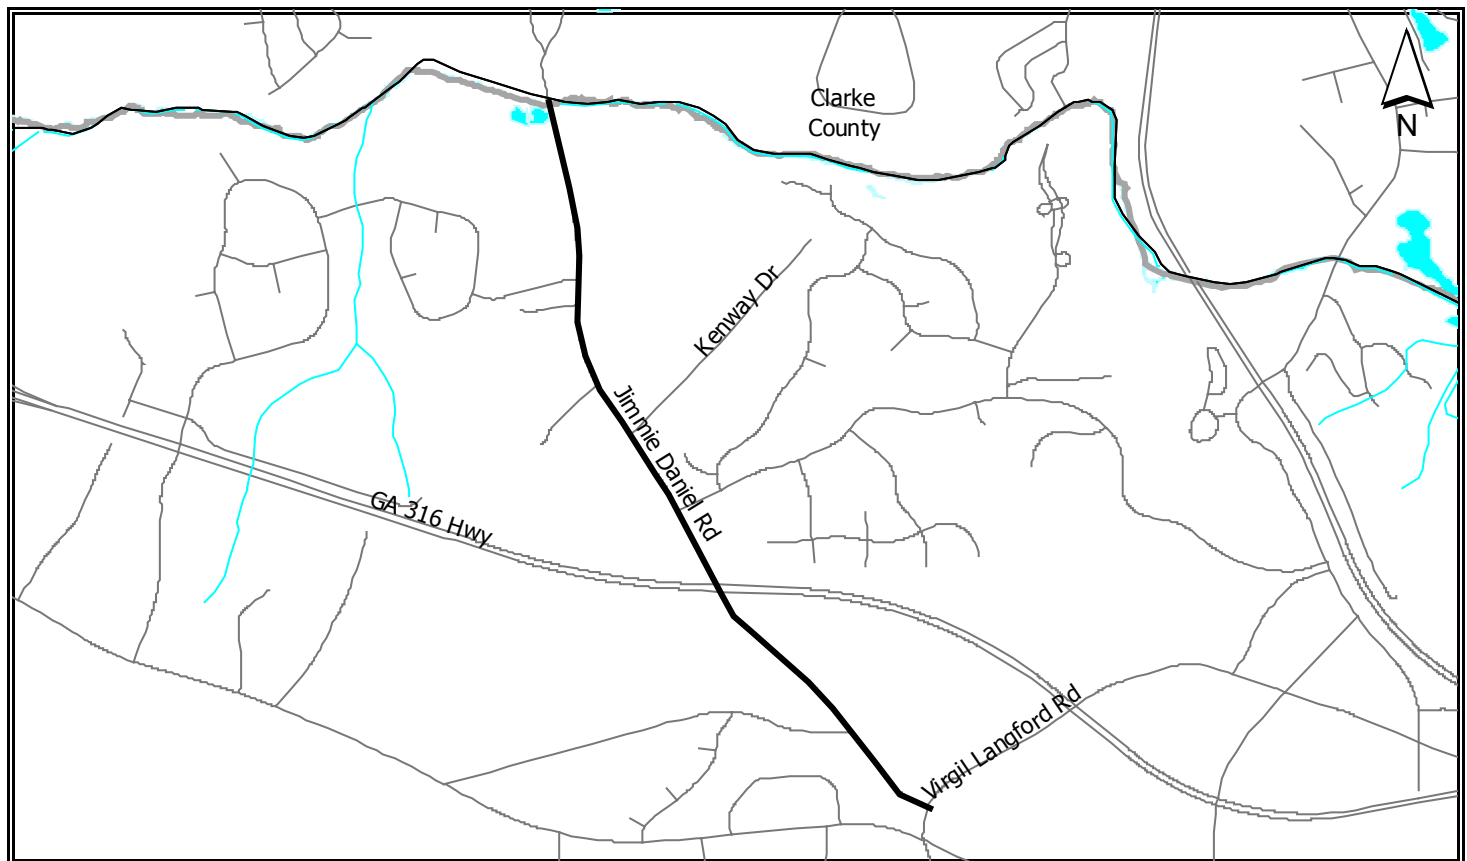 Clarke
County
N
Kenway Dr
Jimmie Daniel Rd
GA 316 Hwy
Virgil Langford Rd